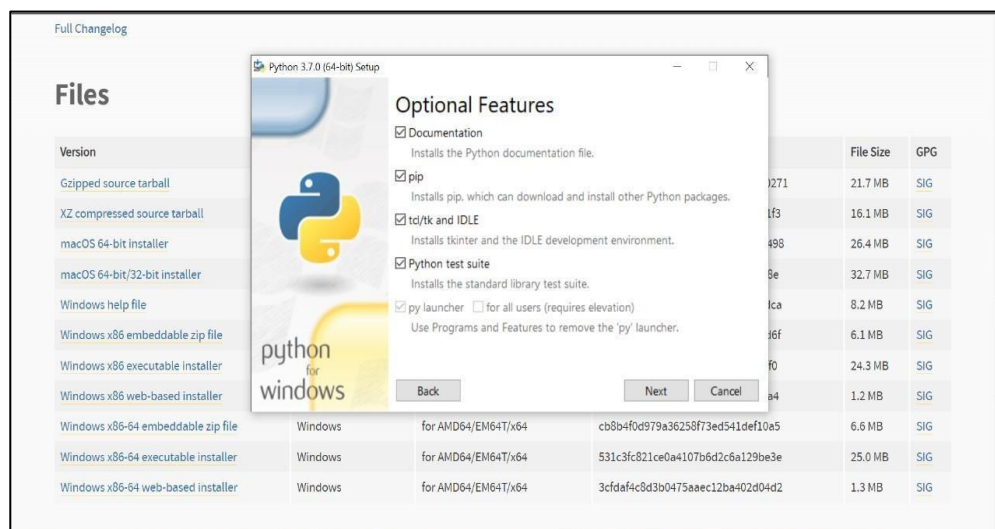 Full Changelog
Files
Version File Size GPG
Gzipped source tarball 21.7 MB SIG
XZ compressed source tarball 16.1 MB SIG
macOS 64-bit installer 26.4 MB SIG
macOS 64-bit/32-bit installer 32.7 MB SIG
Windows help file 8.2 MB SIG
Windows x86 embeddable zip file 6.1 MB SIG
Windows x86 executable installer 24.3 MB SIG
Windows x86 web-based installer 1.2 MB SIG
Windows x86-64 embeddable zip file Windows for AMD64/EM64T/x64 cb8b4f0d979a36258f73ed541def10a5 6.6 MB SIG
Windows x86-64 executable installer Windows for AMD64/EM64T/x64 531c3fc821ce0a4107b6d2c6a129be3e 25.0 MB SIG
Windows x86-64 web-based installer Windows for AMD64/EM64T/x64 3cfdaf4c8d3b0475aaec12ba402d04d2 1.3 MB SIG
Python 3.7.0 (64-bit) Setup
Optional Features
Documentation
Installs the Python documentation file.
pip
Installs pip, which can download and install other Python packages.
tcl/tk and IDLE
Installs tkinter and the IDLE development environment.
Python test suite
Installs the standard library test suite.
py launcher for all users (requires elevation)
Use Programs and Features to remove the 'py' launcher.
python
for
windows
Back Next Cancel